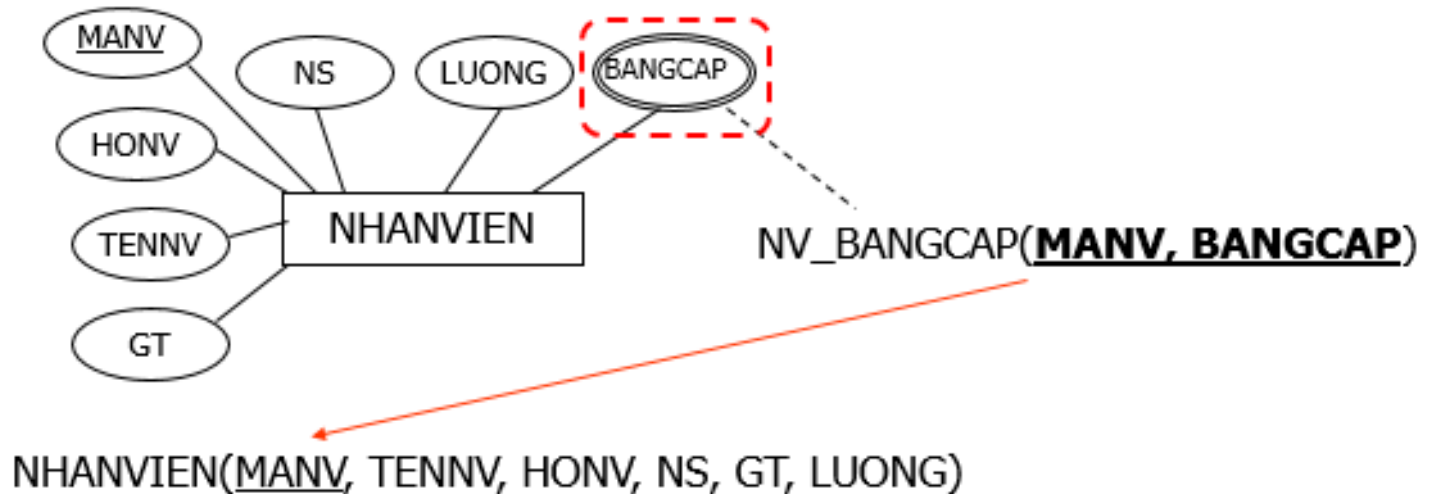 MANV
NS
LUONG
BANGCAP
HONV
TENNV
NHANVIEN
NV_BANGCAP(MANV, BANGCAP)
GT
NHANVIEN(MANV, TENNV, HONV, NS, GT, LUONG)